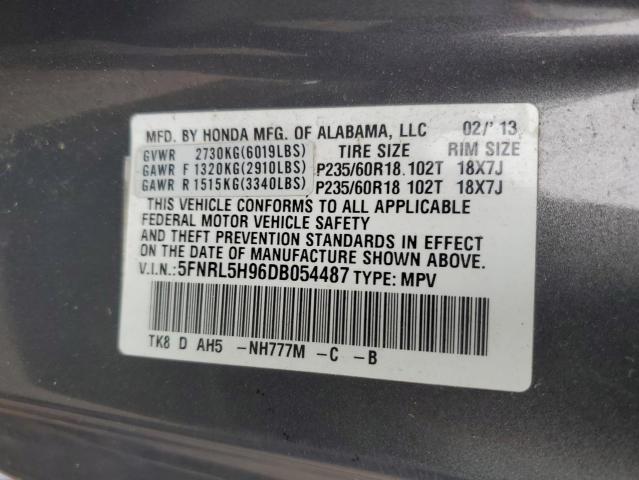 MFD. BY HONDA MFG. OF ALABAMA, LLC 02/'13
GVWR 2730KG(6019LBS) TIRE SIZE RIM SIZE
GAWR F 1320KG(2910LBS) P235/60R18 102T 18X7J
GAWR R 1515KG(3340LBS) P235/60R18 102T 18X7J
THIS VEHICLE CONFORMS TO ALL APPLICABLE
FEDERAL MOTOR VEHICLE SAFETY
AND THEFT PREVENTION STANDARDS IN EFFECT
ON THE DATE OF MANUFACTURE SHOWN ABOVE.
V.I.N.:5FNRL5H96DB054487 TYPE: MPV
TK8 D AH5 -NH777M -C -B